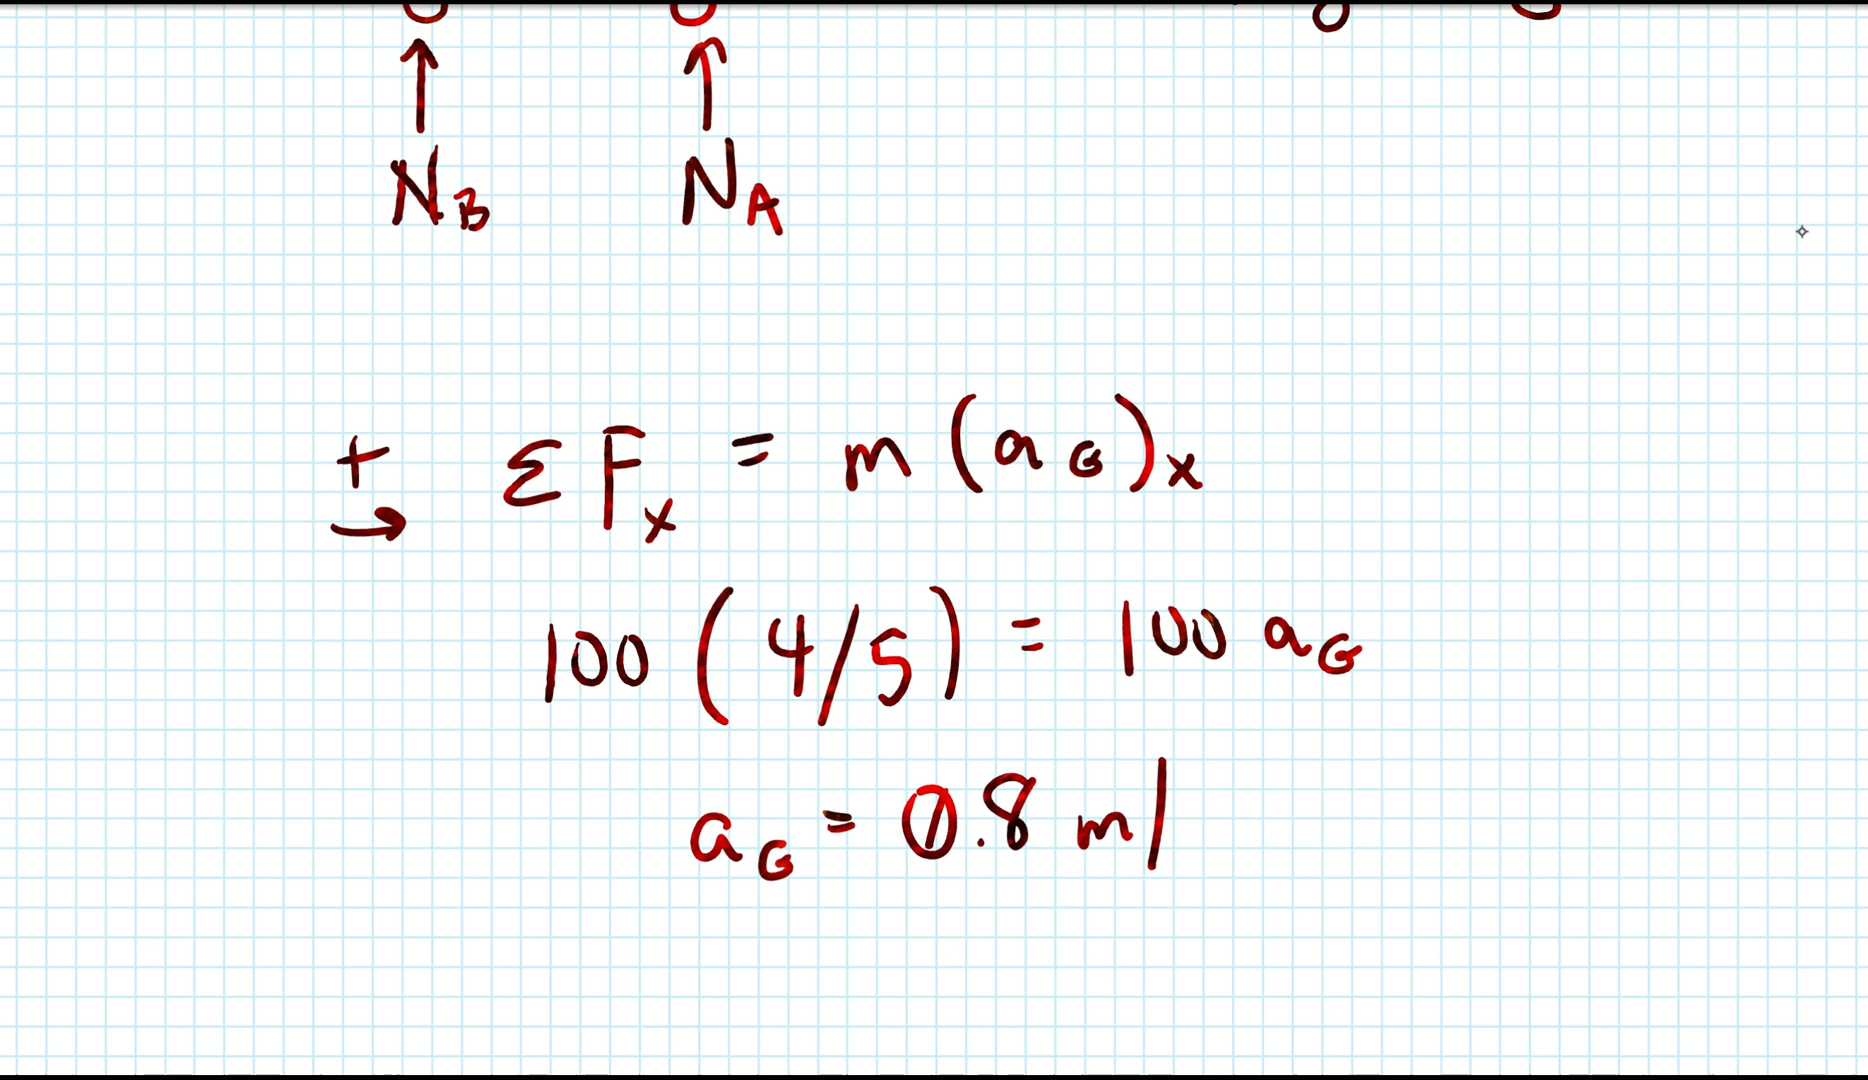 N_B N_A
+→ ΣF_x = m(a_G)_x
100(4/5) = 100 a_G
a_G = 0.8 m/